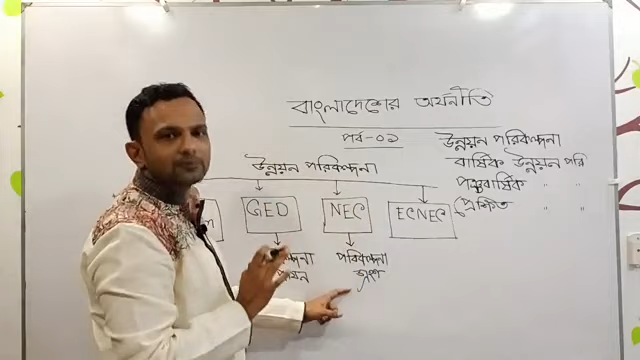 বাংলাদেশের অর্থনীতি
পর্ব-০১
উন্নয়ন পরিকল্পনা
GED NEC ECNEC
পরিকল্পনা
উন্নয়ন পরিকল্পনা
বার্ষিক উন্নয়ন পরি
পঞ্চবার্ষিক " "
প্রেক্ষিত " "